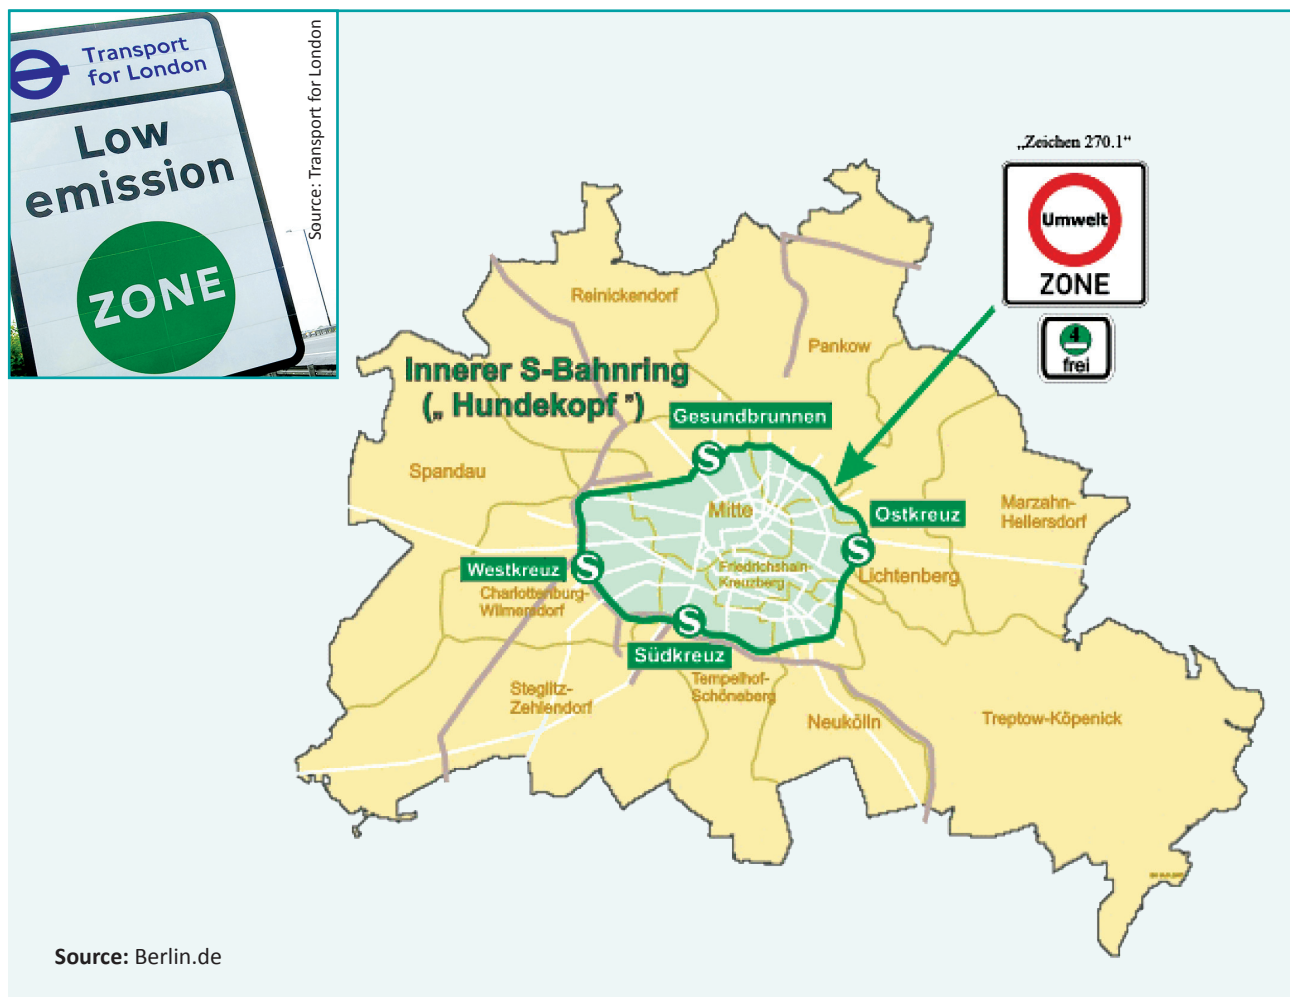 Transport
for London
Low
emission
ZONE
Source: Transport for London
„Zeichen 270.1“
Umwelt
ZONE
4
frei
Reinickendorf
Pankow
Innerer S-Bahnring
(„ Hundekopf ”)
Gesundbrunnen
S
Spandau
Mitte
Ostkreuz
Marzahn-
Hellersdorf
S
Westkreuz
S
Friedrichshain-
Kreuzberg
Lichtenberg
Charlottenburg-
Wilmersdorf
S
Südkreuz
Steglitz-
Zehlendorf
Tempelhof-
Schöneberg
Neukölln
Treptow-Köpenick
Source: Berlin.de